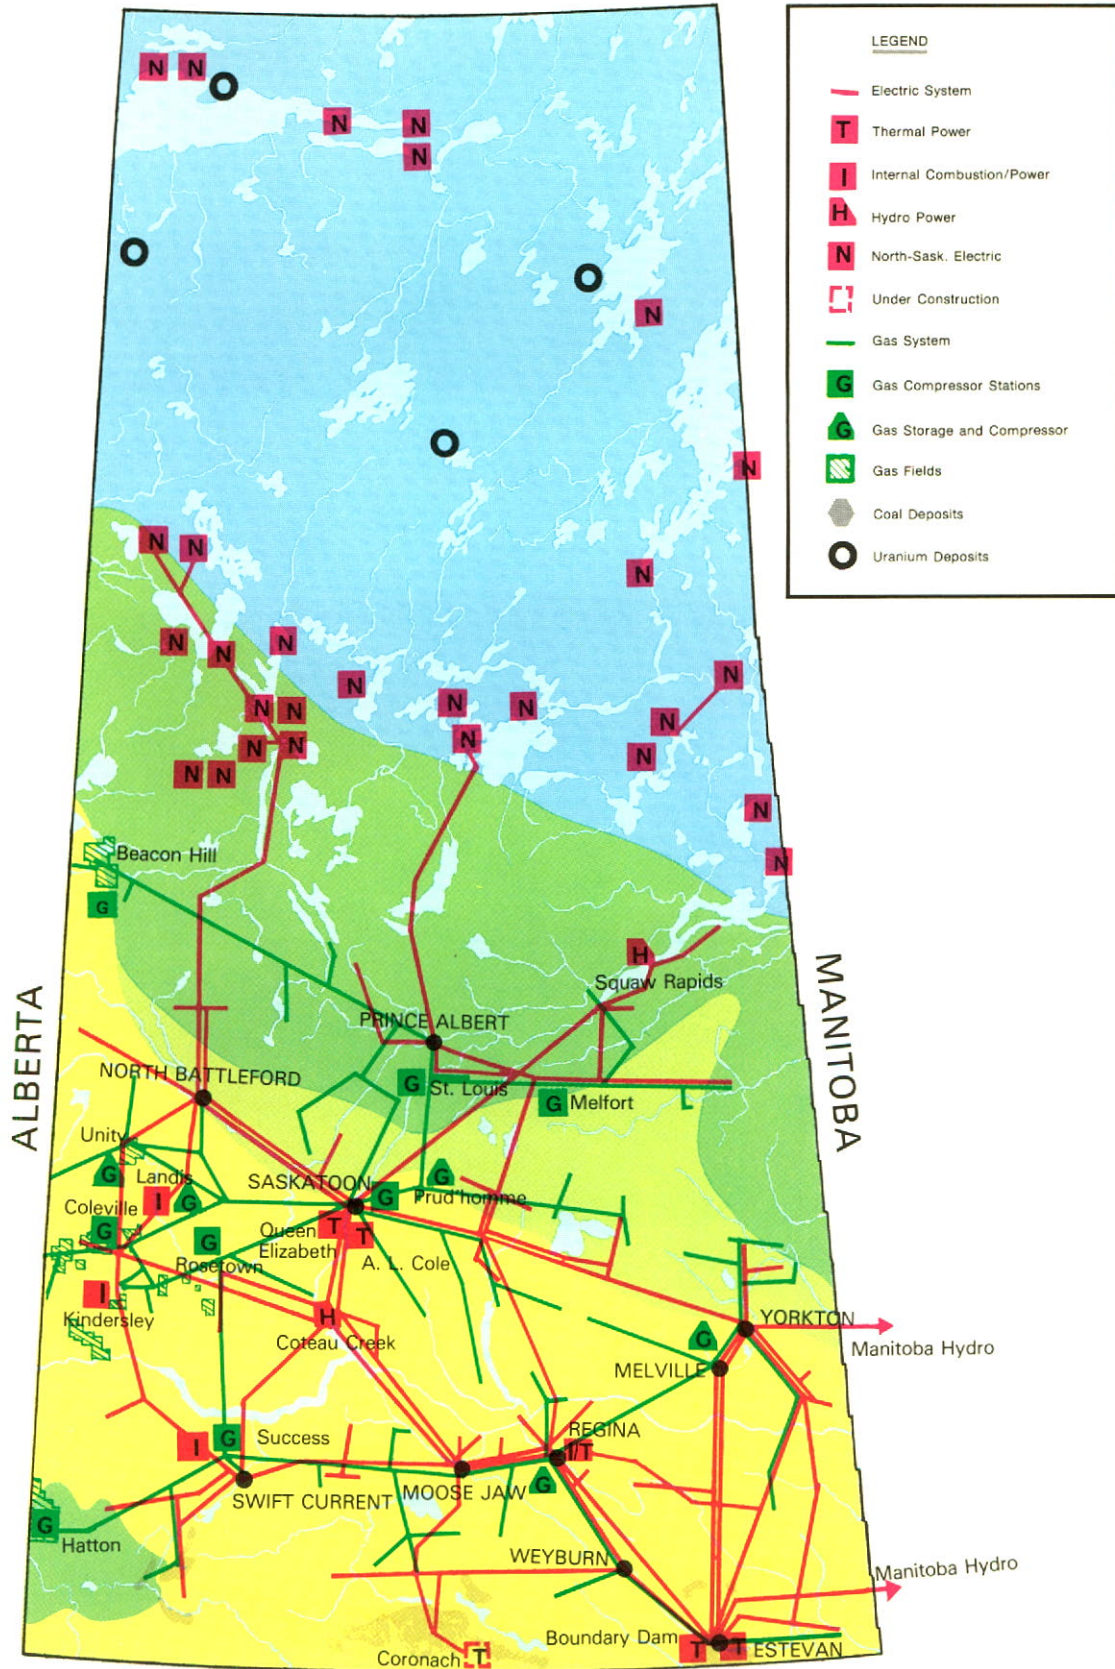 LEGEND
Electric System
T Thermal Power
I Internal Combustion/Power
H Hydro Power
N North-Sask. Electric
Under Construction
Gas System
G Gas Compressor Stations
G Gas Storage and Compressor
Gas Fields
Coal Deposits
Uranium Deposits
N N
N N
N
N
N
N N
N
N N N
N N
N N N
N N
N N N
N
N N
N
N
Beacon Hill
G
H
Squaw Rapids
ALBERTA
MANITOBA
PRINCE ALBERT
NORTH BATTLEFORD
G St. Louis
G Melfort
Unity
G Landis
SASKATOON
G
G
Prud'homme
Coleville
I G
G
G
Rosetown
Queen
Elizabeth
T T
A. L. Cole
I
Kindersley
H
Coteau Creek
G
YORKTON
Manitoba Hydro
MELVILLE
I G Success
REGINA
I/T
SWIFT CURRENT
MOOSE JAW
G
G
Hatton
WEYBURN
Manitoba Hydro
Boundary Dam
T T ESTEVAN
Coronach T